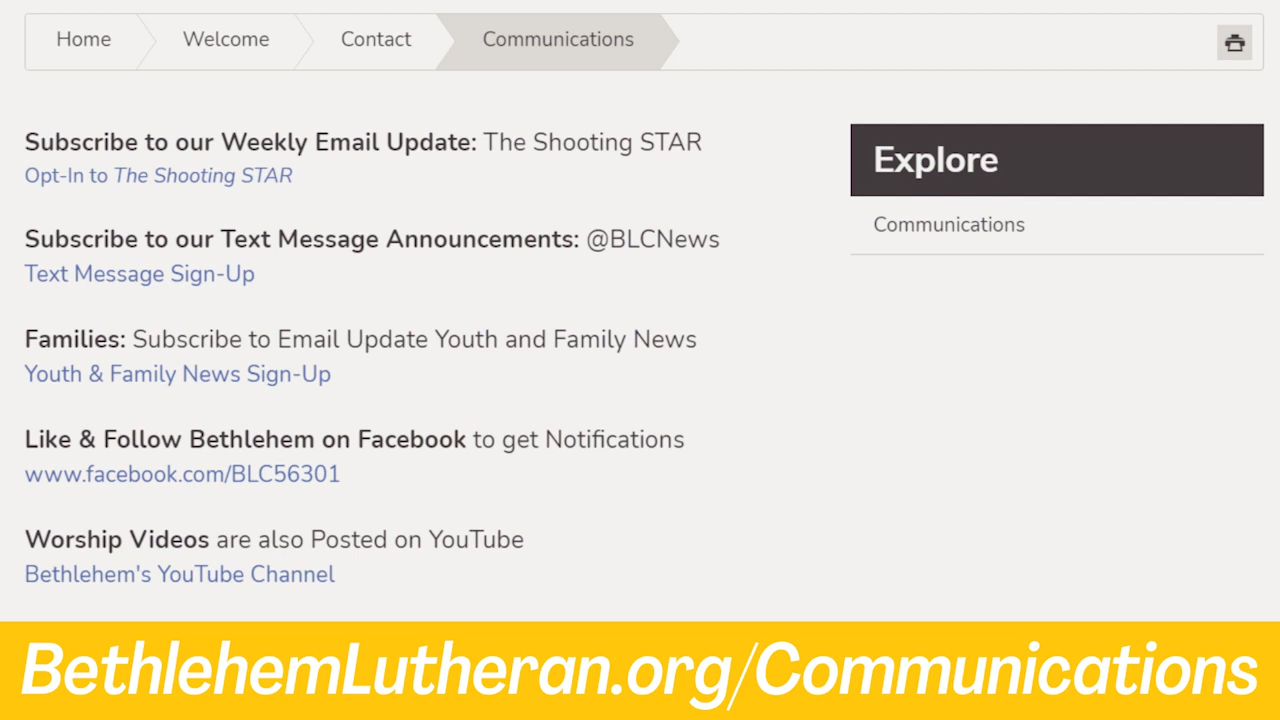 Home
Welcome
Contact
Communications
Subscribe to our Weekly Email Update: The Shooting STAR
Opt-In to The Shooting STAR
Subscribe to our Text Message Announcements: @BLCNews
Text Message Sign-Up
Families: Subscribe to Email Update Youth and Family News
Youth & Family News Sign-Up
Like & Follow Bethlehem on Facebook to get Notifications
www.facebook.com/BLC56301
Worship Videos are also Posted on YouTube
Bethlehem's YouTube Channel
Explore
Communications
BethlehemLutheran.org/Communications